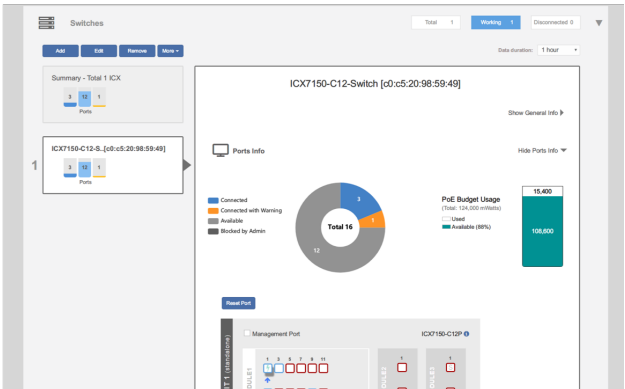 Switches
Total 1
Working 1
Disconnected 0
Add Edit Remove More
Data duration: 1 hour
Summary - Total 1 ICX
3 12 1
Ports
1
ICX7150-C12-S..[c0:c5:20:98:59:49]
3 12 1
Ports
ICX7150-C12-Switch [c0:c5:20:98:59:49]
Show General Info
Ports Info
Hide Ports Info
Connected
Connected with Warning
Available
Blocked by Admin
3
1
Total 16
12
PoE Budget Usage
(Total: 124,000 mWatts)
Used
Available (88%)
15,400
108,600
Reset Port
Management Port
ICX7150-C12P
1 3 5 7 9 11
1
1
(standalone)